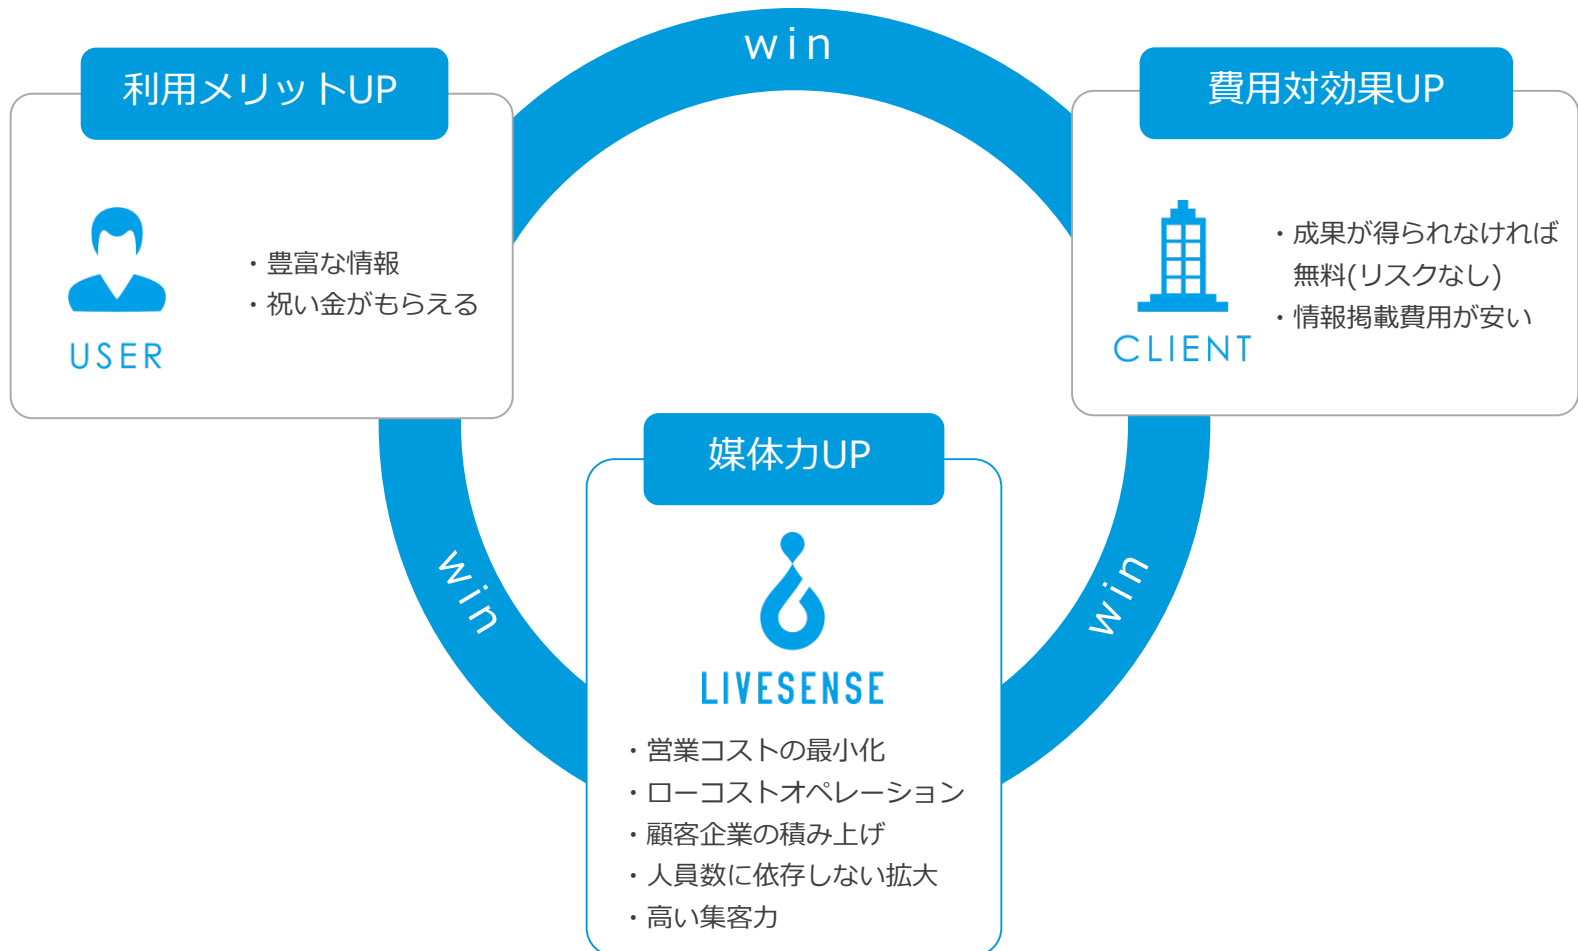 win
利用メリットUP
・豊富な情報
・祝い金がもらえる
USER
費用対効果UP
・成果が得られなければ
無料(リスクなし)
・情報掲載費用が安い
CLIENT
win
win
媒体力UP
LIVESENSE
・営業コストの最小化
・ローコストオペレーション
・顧客企業の積み上げ
・人員数に依存しない拡大
・高い集客力